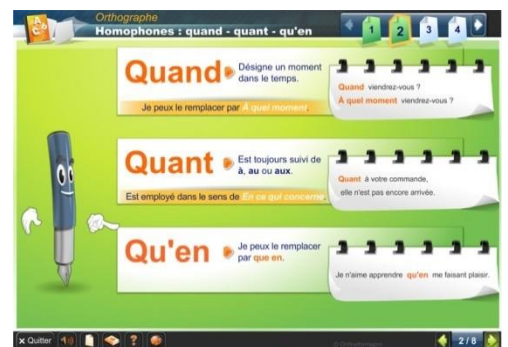 Orthographe
Homophones : quand - quant - qu'en
1 2 3 4
Quand
Désigne un moment
dans le temps.
Je peux le remplacer par À quel moment.
Quand viendrez-vous ?
À quel moment viendrez-vous ?
Quant
Est toujours suivi de
à, au ou aux.
Est employé dans le sens de En ce qui concerne
Quant à votre commande,
elle n'est pas encore arrivée.
Qu'en
Je peux le remplacer
par que en.
Je n'aime apprendre qu'en me faisant plaisir.
x Quitter
?
2/8